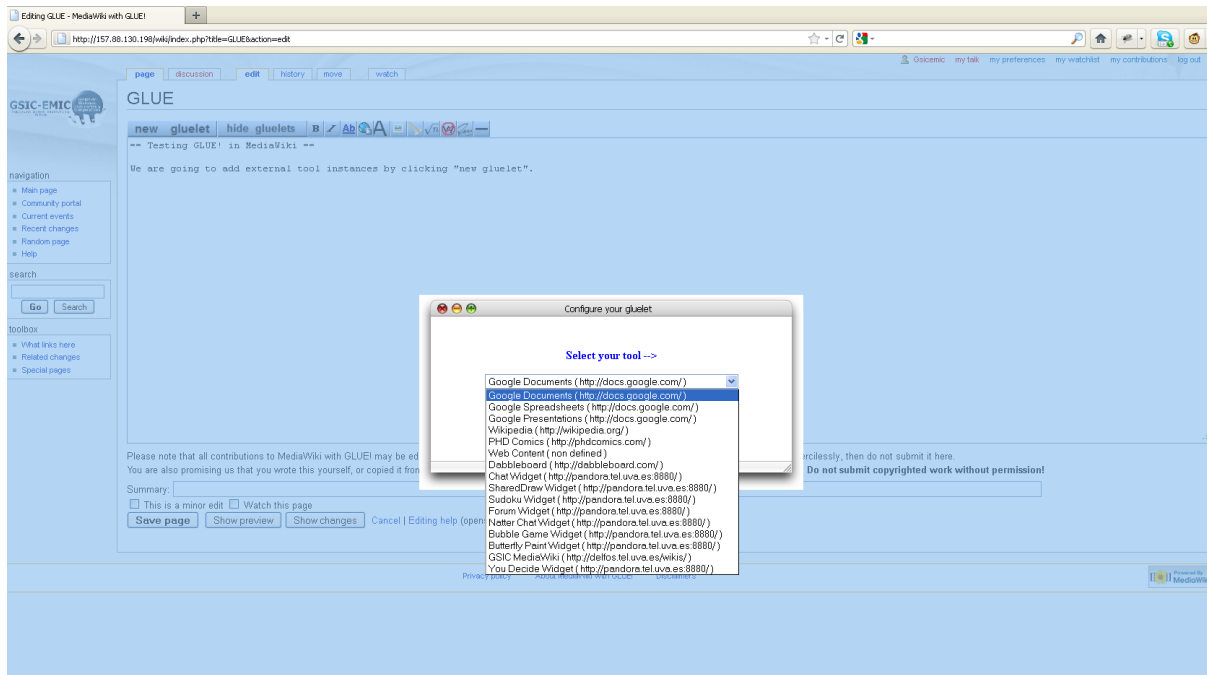 Editing GLUE - MediaWiki with GLUE!
http://157.88.130.198/wiki/index.php?title=GLUE&action=edit
Gsicemic my talk my preferences my watchlist my contributions log out
page discussion edit history move watch
GSIC-EMIC
GLUE
new gluelet hide gluelets B I Ab A √n W
== Testing GLUE! in MediaWiki ==
We are going to add external tool instances by clicking "new gluelet".
navigation
Main page
Community portal
Current events
Recent changes
Random page
Help
search
Go Search
toolbox
What links here
Related changes
Special pages
Configure your gluelet
Select your tool -->
Google Documents ( http://docs.google.com/ )
Google Documents ( http://docs.google.com/ )
Google Spreadsheets ( http://docs.google.com/ )
Google Presentations ( http://docs.google.com/ )
Wikipedia ( http://wikipedia.org/ )
PHD Comics ( http://phdcomics.com/ )
Web Content ( non defined )
Dabbleboard ( http://dabbleboard.com/ )
Chat Widget ( http://pandora.tel.uva.es:8880/ )
SharedDraw Widget ( http://pandora.tel.uva.es:8880/ )
Sudoku Widget ( http://pandora.tel.uva.es:8880/ )
Forum Widget ( http://pandora.tel.uva.es:8880/ )
Natter Chat Widget ( http://pandora.tel.uva.es:8880/ )
Bubble Game Widget ( http://pandora.tel.uva.es:8880/ )
Butterfly Paint Widget ( http://pandora.tel.uva.es:8880/ )
GSIC MediaWiki ( http://delfos.tel.uva.es/wikis/ )
You Decide Widget ( http://pandora.tel.uva.es:8880/ )
Please note that all contributions to MediaWiki with GLUE! may be ed rcilessly, then do not submit it here.
You are also promising us that you wrote this yourself, or copied it from Do not submit copyrighted work without permission!
Summary:
This is a minor edit Watch this page
Save page Show preview Show changes Cancel | Editing help (open
Privacy policy About MediaWiki with GLUE! Disclaimers
Powered By
MediaWik